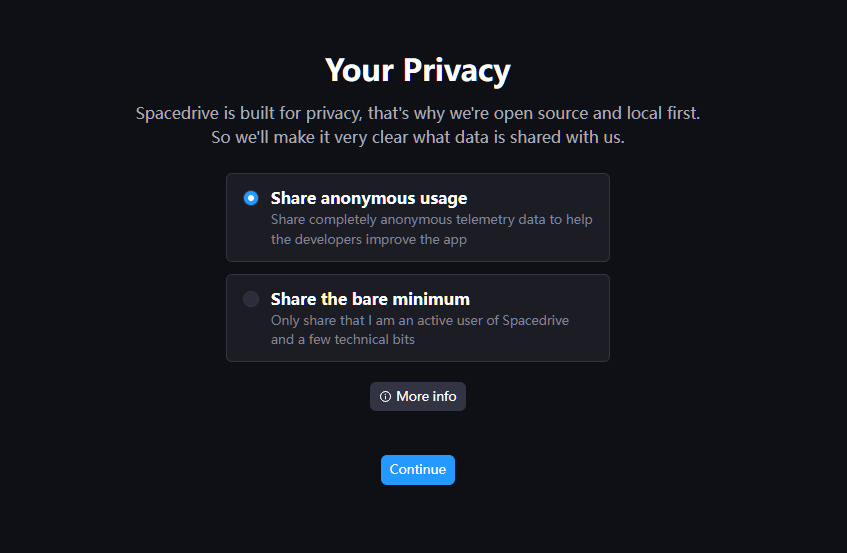 Your Privacy
Spacedrive is built for privacy, that's why we're open source and local first.
So we'll make it very clear what data is shared with us.
Share anonymous usage
Share completely anonymous telemetry data to help
the developers improve the app
Share the bare minimum
Only share that I am an active user of Spacedrive
and a few technical bits
More info
Continue